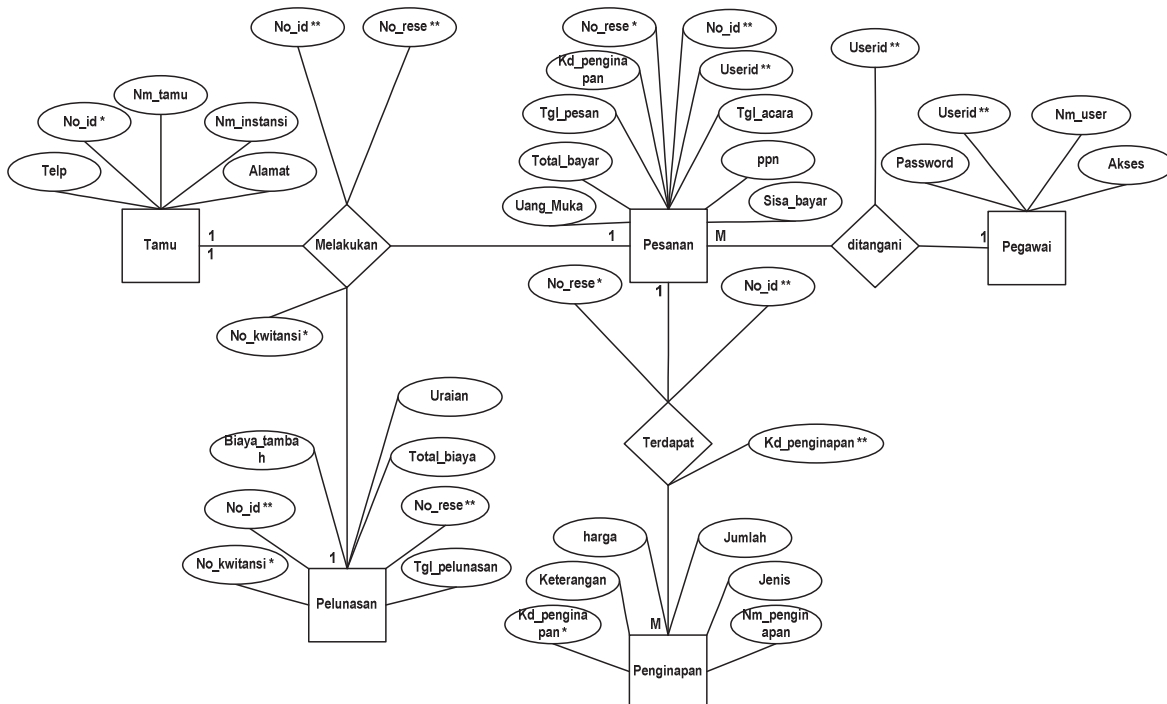 No_id **
No_rese **
No_rese *
No_id **
Userid **
Kd_pengina
pan
Userid **
Nm_tamu
No_id *
Nm_instansi
Tgl_pesan
Tgl_acara
Userid **
Nm_user
Telp
Alamat
Total_bayar
ppn
Password
Akses
Uang_Muka
Sisa_bayar
Tamu
1
1
Melakukan
1
Pesanan
M
ditangani
1
Pegawai
1
No_rese *
No_id **
No_kwitansi *
Uraian
Terdapat
Kd_penginapan **
Biaya_tambah
h
Total_biaya
No_id **
No_rese **
No_kwitansi *
Tgl_pelunasan
1
Pelunasan
harga
Jumlah
Keterangan
Jenis
Kd_pengina
pan *
Nm_pengin
apan
M
Penginapan